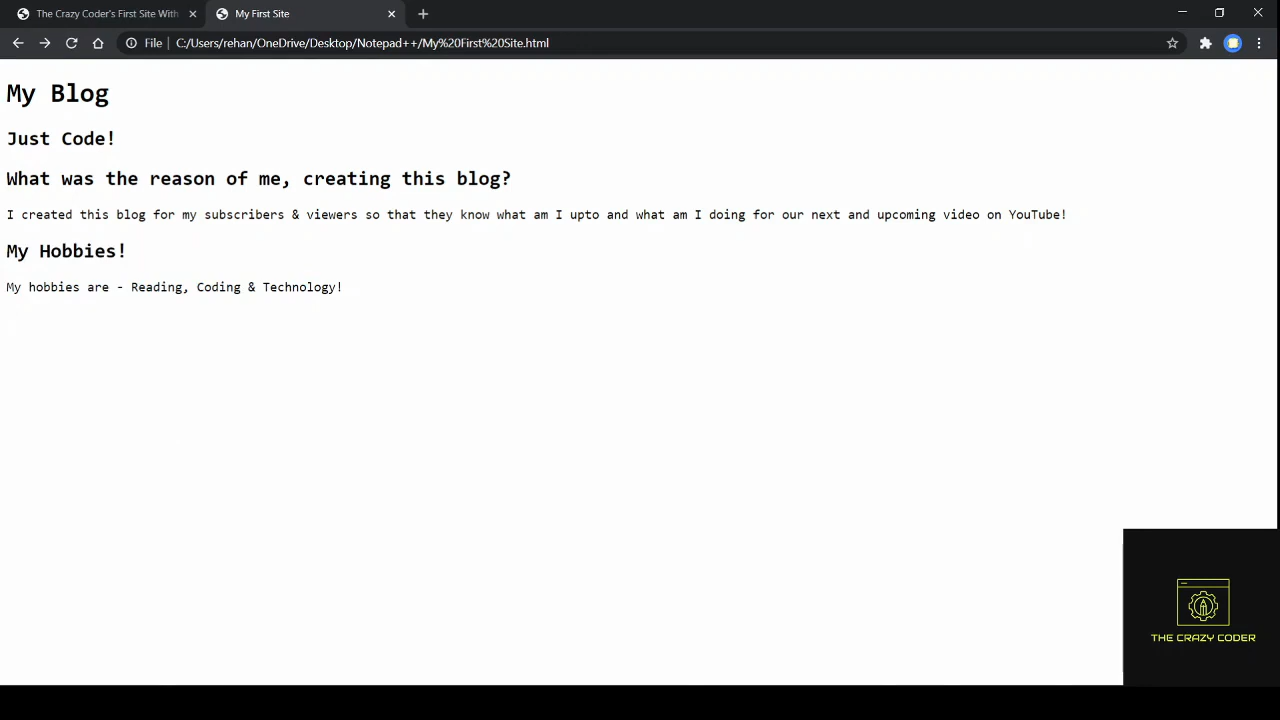 The Crazy Coder's First Site With
My First Site
File
C:/Users/rehan/OneDrive/Desktop/Notepad++/My%20First%20Site.html
My Blog
Just Code!
What was the reason of me, creating this blog?
I created this blog for my subscribers & viewers so that they know what am I upto and what am I doing for our next and upcoming video on YouTube!
My Hobbies!
My hobbies are - Reading, Coding & Technology!
THE CRAZY CODER